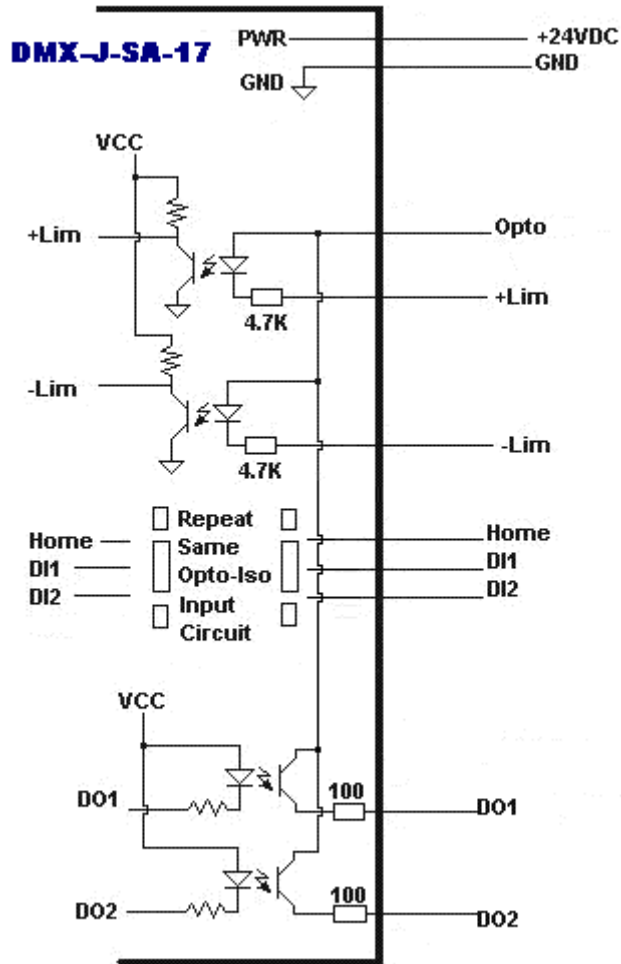 DMX-J-SA-17
PWR
+24VDC
GND
GND
VCC
+Lim
Opto
4.7K
+Lim
-Lim
4.7K
-Lim
Repeat
Home
Same
Home
DI1
Opto-Iso
DI1
DI2
Input
DI2
Circuit
VCC
100
DO1
DO1
100
DO2
DO2